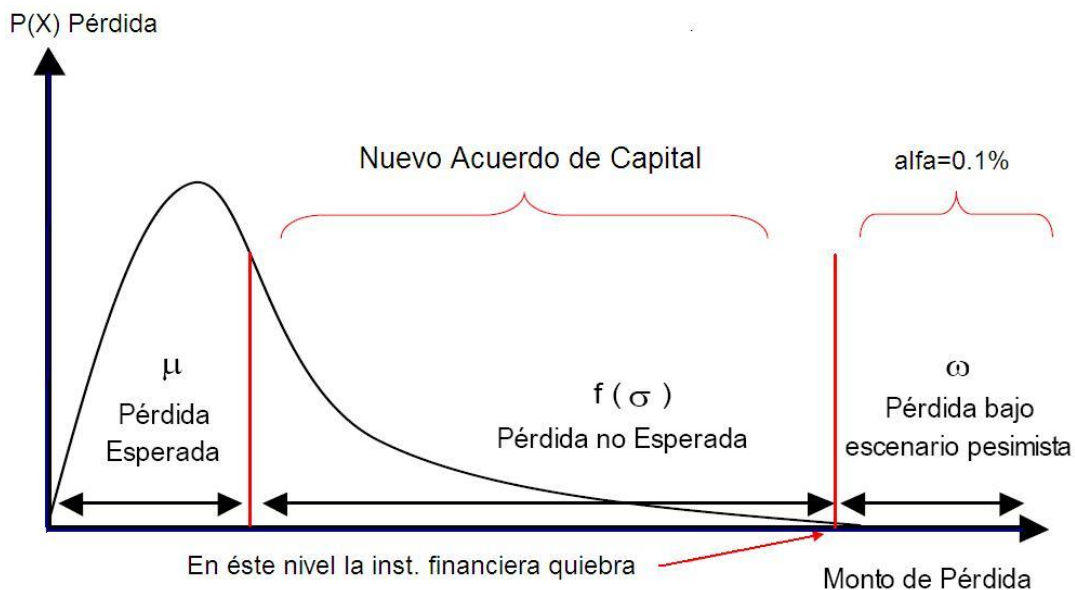 P(X) Pérdida
Nuevo Acuerdo de Capital
alfa=0.1%
μ
Pérdida
Esperada
f ( σ )
Pérdida no Esperada
ω
Pérdida bajo
escenario pesimista
En éste nivel la inst. financiera quiebra
Monto de Pérdida